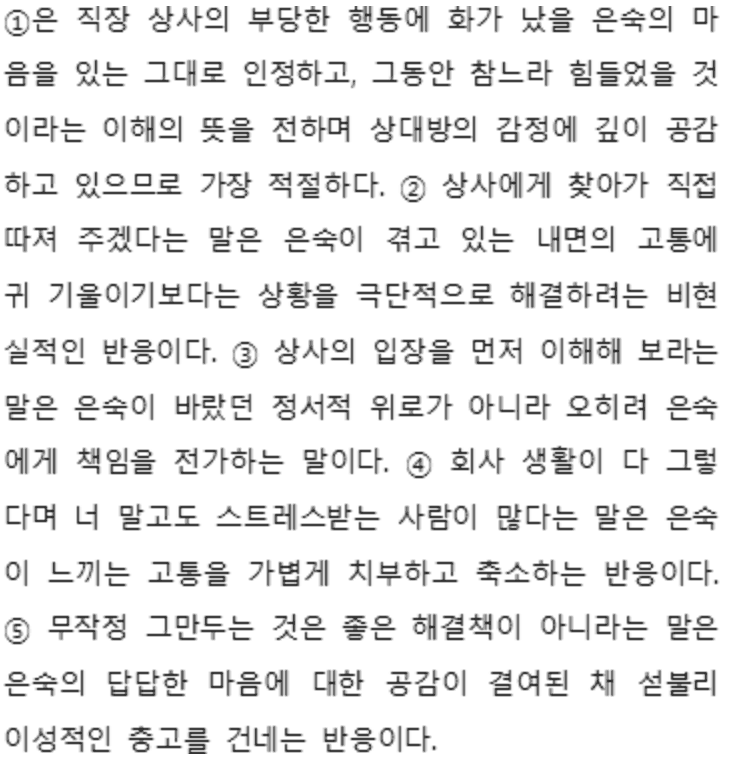 ①은 직장 상사의 부당한 행동에 화가 났을 은숙의 마
음을 있는 그대로 인정하고, 그동안 참느라 힘들었을 것
이라는 이해의 뜻을 전하며 상대방의 감정에 깊이 공감
하고 있으므로 가장 적절하다. ② 상사에게 찾아가 직접
따져 주겠다는 말은 은숙이 겪고 있는 내면의 고통에
귀 기울이기보다는 상황을 극단적으로 해결하려는 비현
실적인 반응이다. ③ 상사의 입장을 먼저 이해해 보라는
말은 은숙이 바랐던 정서적 위로가 아니라 오히려 은숙
에게 책임을 전가하는 말이다. ④ 회사 생활이 다 그렇
다며 너 말고도 스트레스받는 사람이 많다는 말은 은숙
이 느끼는 고통을 가볍게 치부하고 축소하는 반응이다.
⑤ 무작정 그만두는 것은 좋은 해결책이 아니라는 말은
은숙의 답답한 마음에 대한 공감이 결여된 채 섣불리
이성적인 충고를 건네는 반응이다.